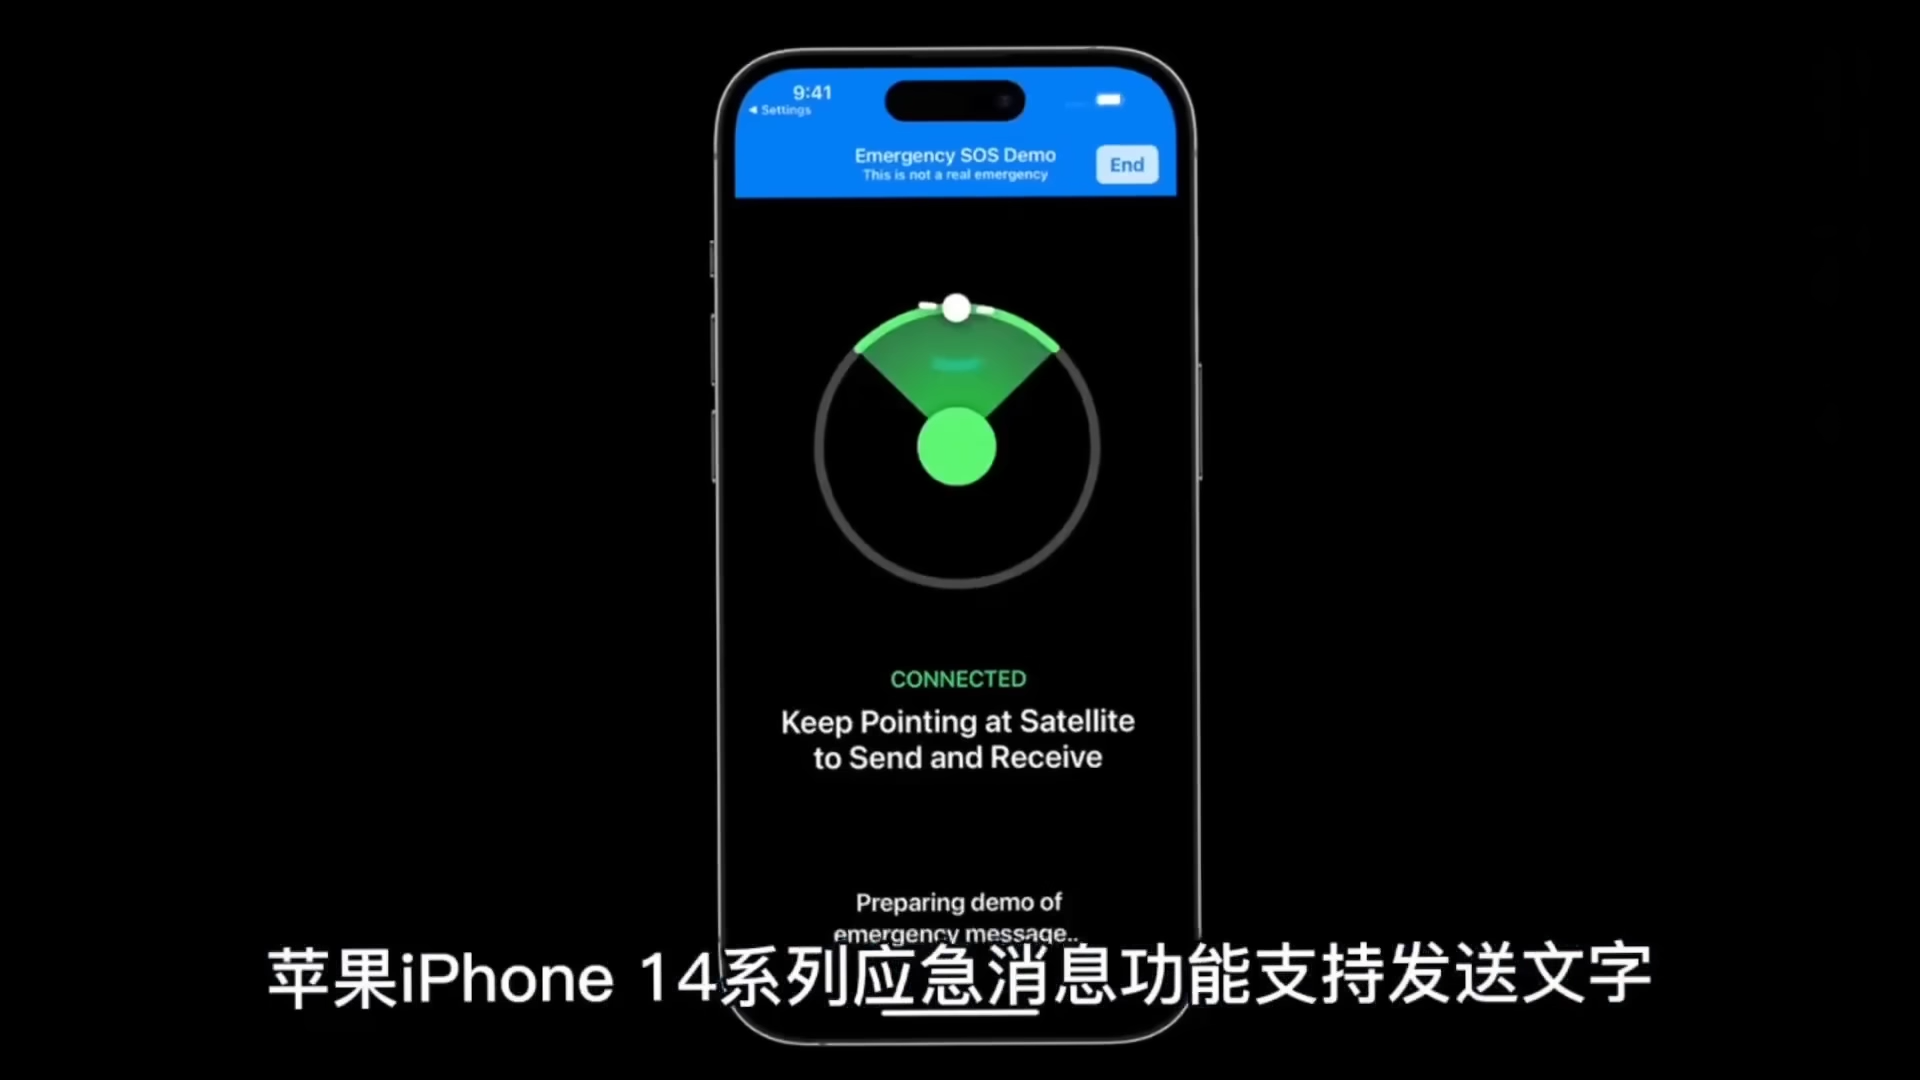 9:41
Settings
Emergency SOS Demo
This is not a real emergency
End
CONNECTED
Keep Pointing at Satellite
to Send and Receive
Preparing demo of
emergency message..
苹果iPhone 14系列应急消息功能支持发送文字